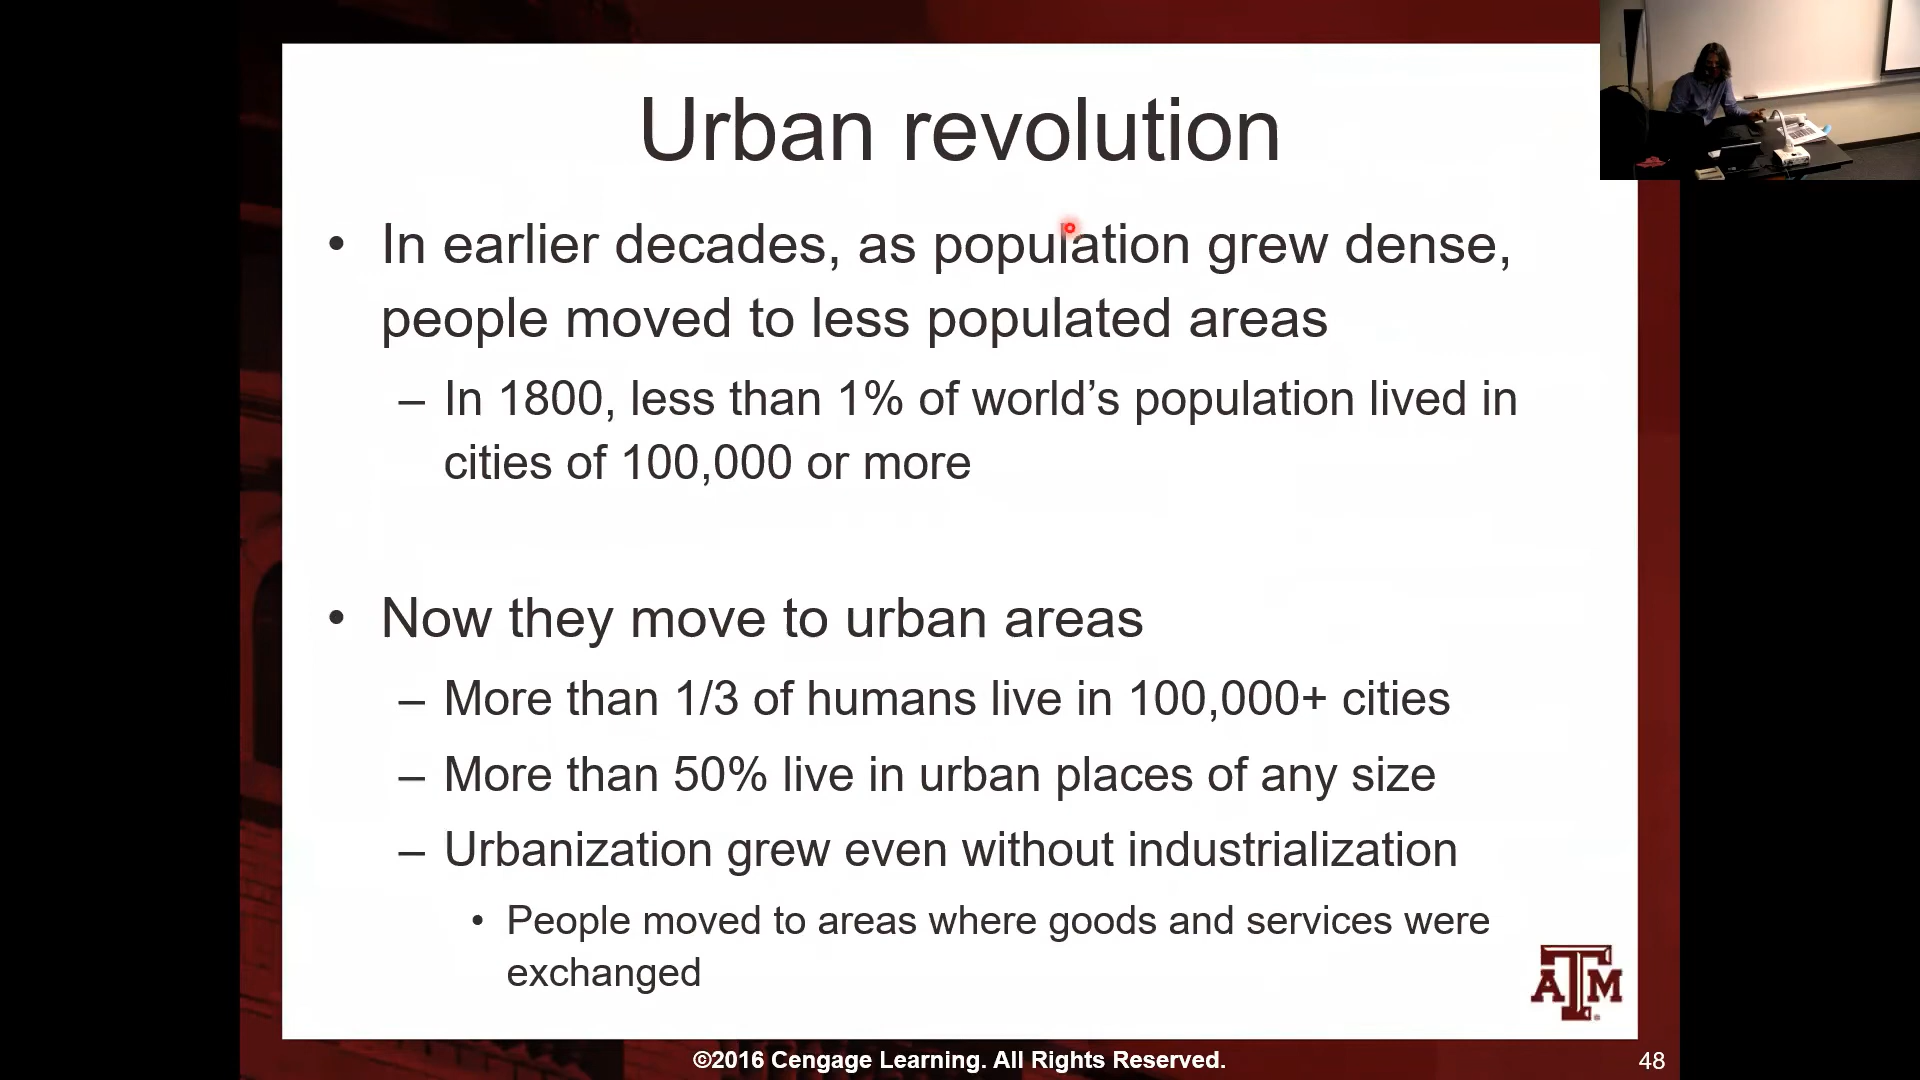 Urban revolution
• In earlier decades, as population grew dense,
people moved to less populated areas
– In 1800, less than 1% of world’s population lived in
cities of 100,000 or more
• Now they move to urban areas
– More than 1/3 of humans live in 100,000+ cities
– More than 50% live in urban places of any size
– Urbanization grew even without industrialization
• People moved to areas where goods and services were
exchanged
ATM
©2016 Cengage Learning. All Rights Reserved.
48